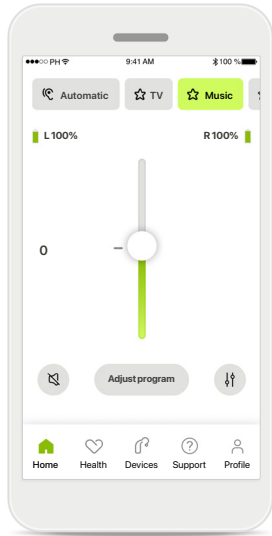 PH 9:41 AM 100 %
Automatic TV Music
L 100% R 100%
0
Adjust program
Home Health Devices Support Profile